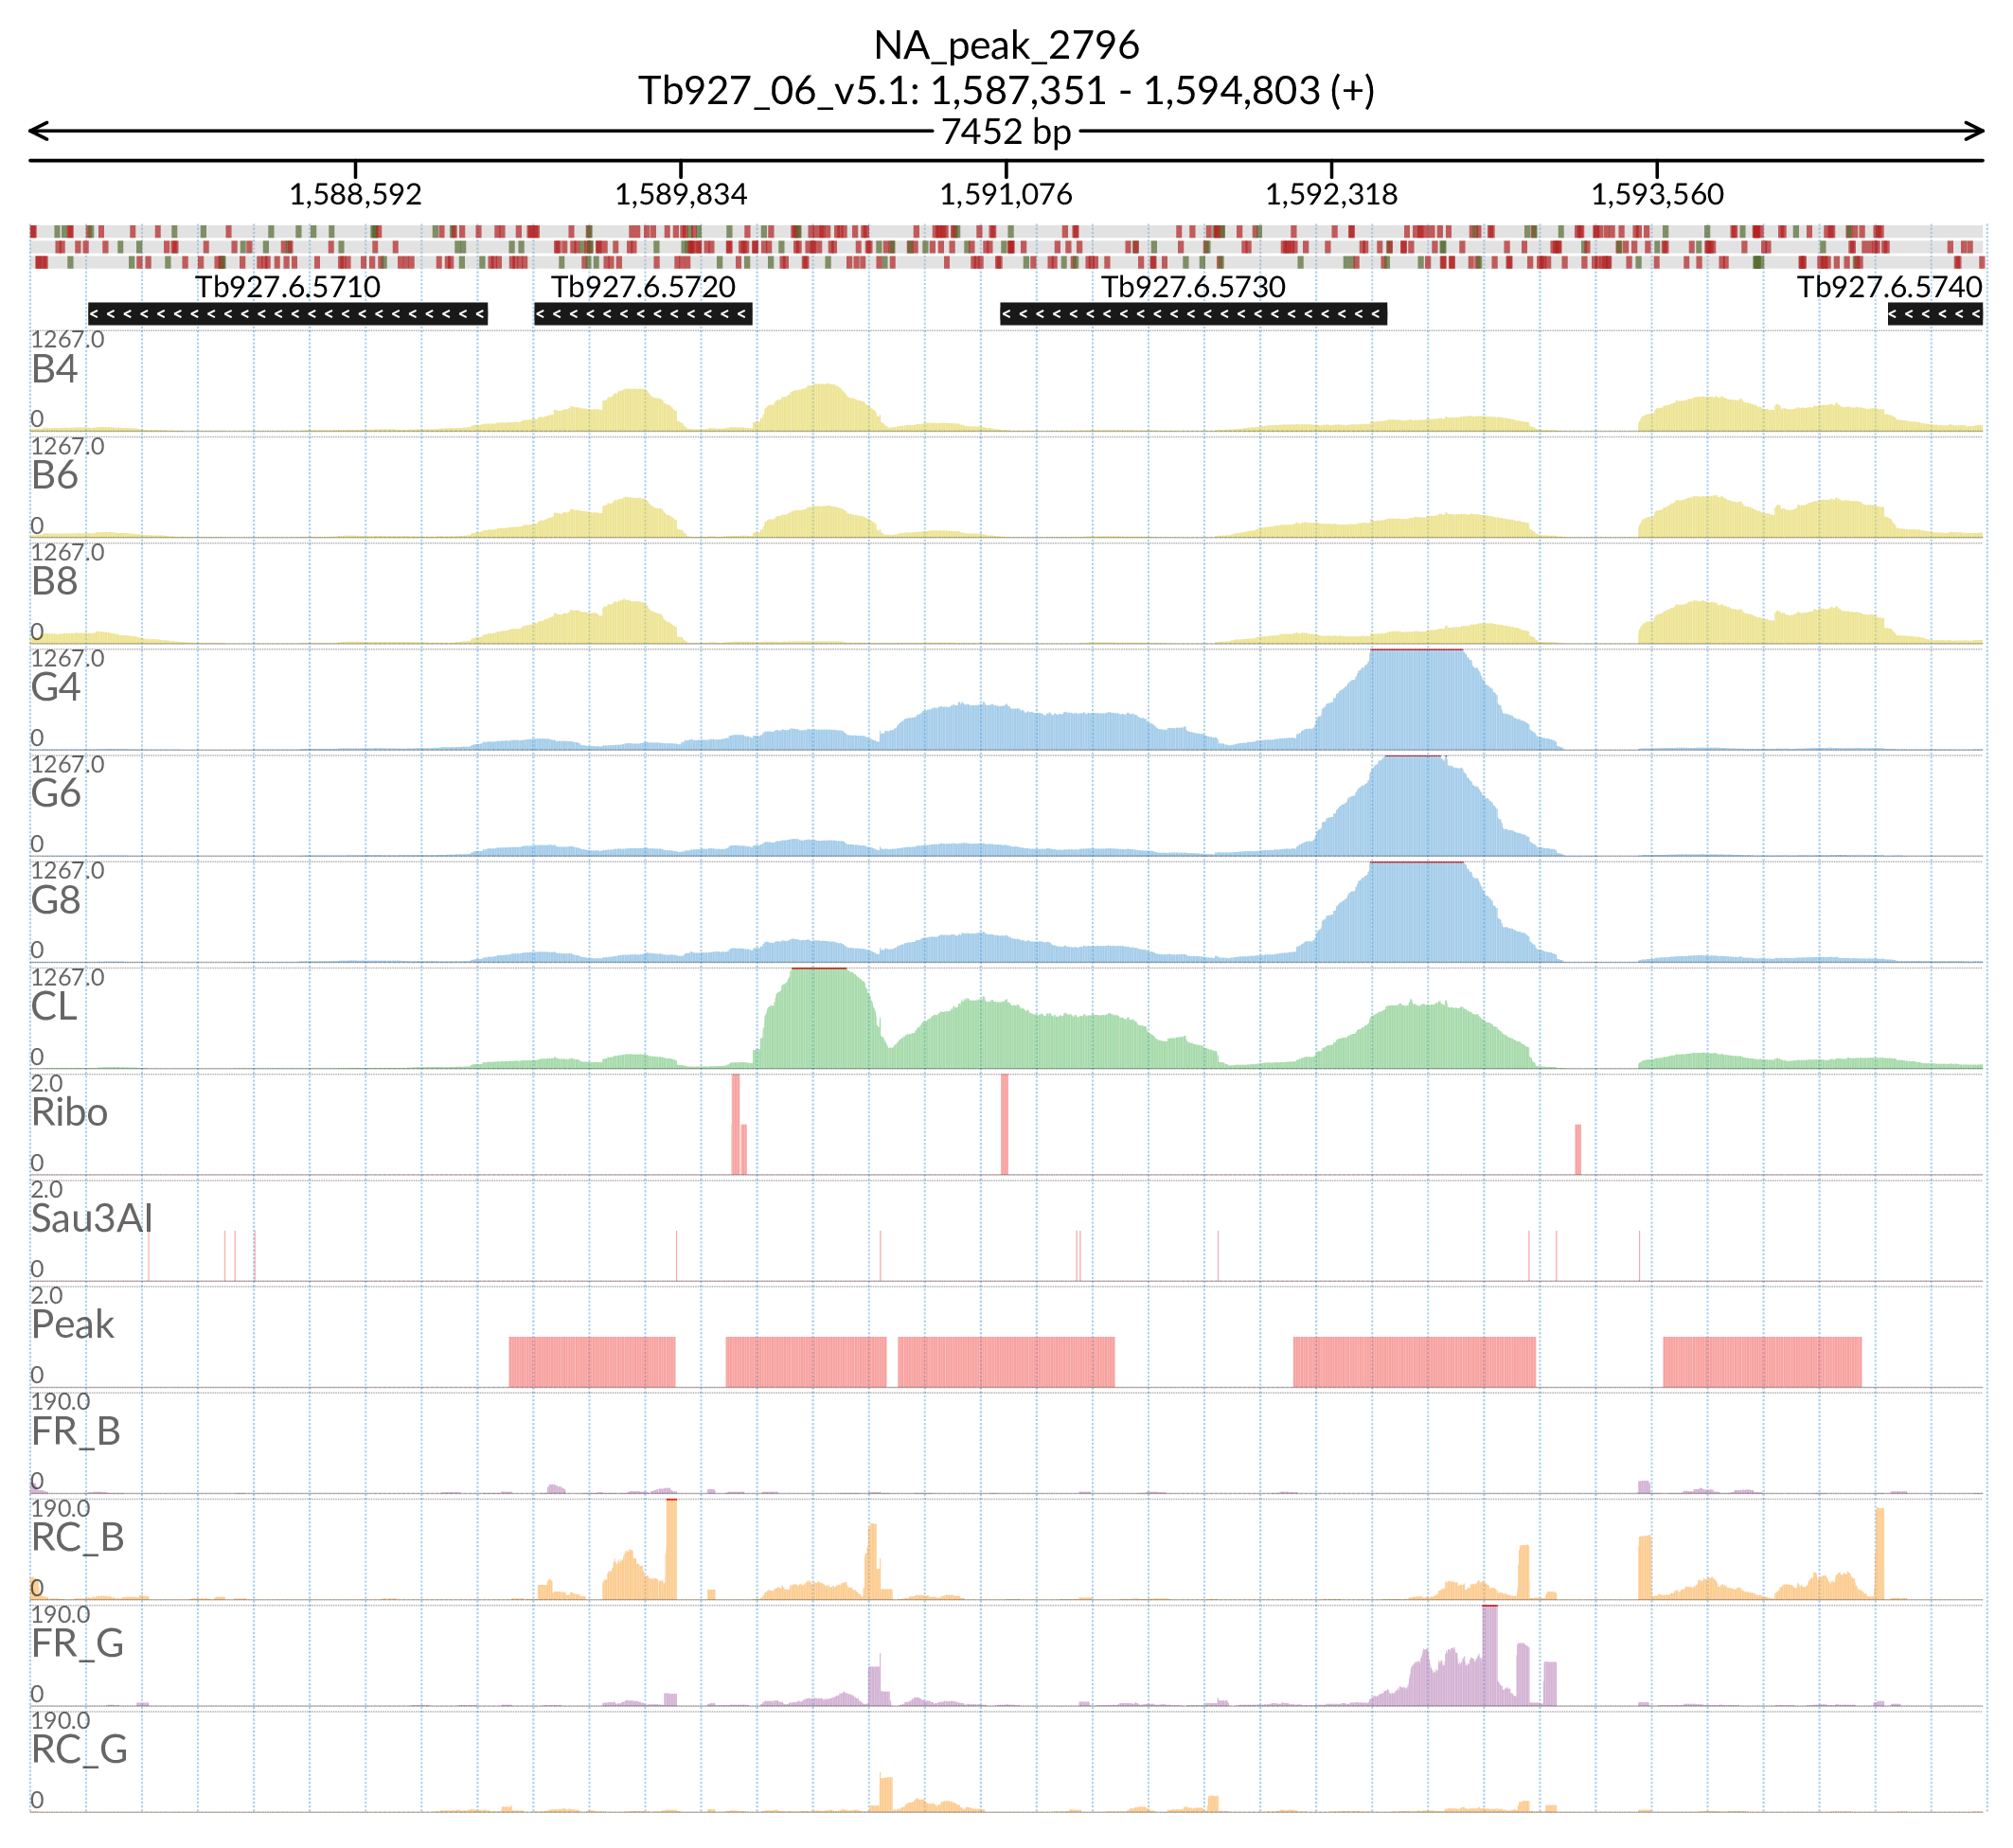 NA_peak_2796
Tb927_06_v5.1: 1,587,351 - 1,594,803 (+)
7452 bp
1,588,592 1,589,834 1,591,076 1,592,318 1,593,560
Tb927.6.5710 Tb927.6.5720 Tb927.6.5730 Tb927.6.5740
1267.0
B4
0
1267.0
B6
0
1267.0
B8
0
1267.0
G4
0
1267.0
G6
0
1267.0
G8
0
1267.0
CL
0
2.0
Ribo
0
2.0
Sau3AI
0
2.0
Peak
0
190.0
FR_B
0
190.0
RC_B
0
190.0
FR_G
0
190.0
RC_G
0